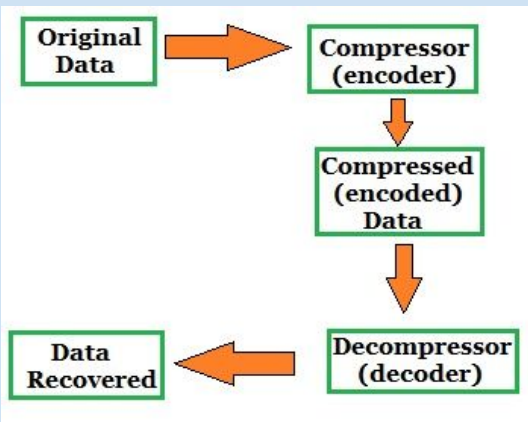 Original
Data
Compressor
(encoder)
Compressed
(encoded)
Data
Decompressor
(decoder)
Data
Recovered